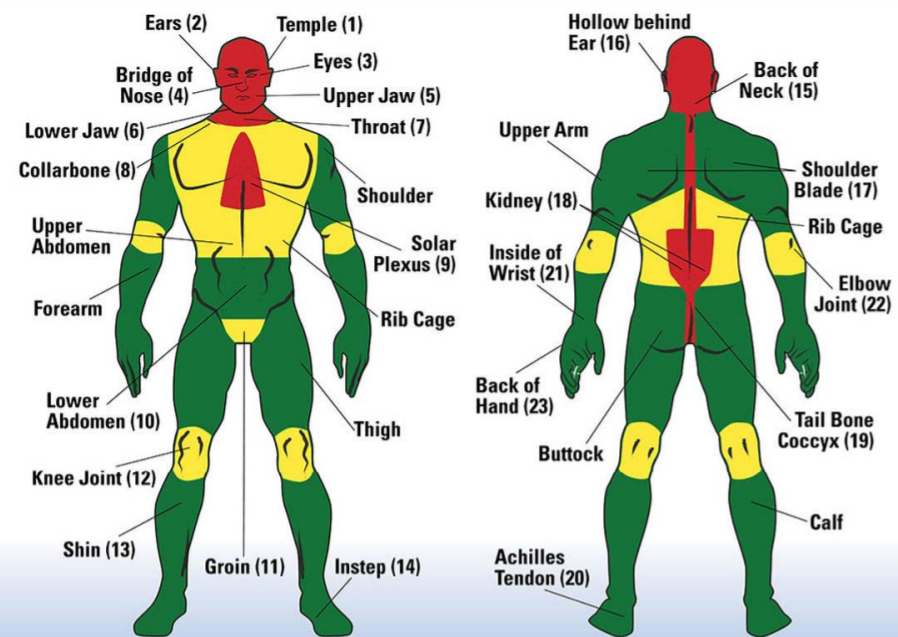 Ears (2)
Temple (1)
Eyes (3)
Bridge of
Nose (4)
Upper Jaw (5)
Lower Jaw (6)
Throat (7)
Collarbone (8)
Shoulder
Upper
Abdomen
Solar
Plexus (9)
Forearm
Rib Cage
Lower
Abdomen (10)
Thigh
Knee Joint (12)
Shin (13)
Groin (11)
Instep (14)
Hollow behind
Ear (16)
Back of
Neck (15)
Upper Arm
Shoulder
Blade (17)
Kidney (18)
Rib Cage
Inside of
Wrist (21)
Elbow
Joint (22)
Back of
Hand (23)
Tail Bone
Coccyx (19)
Buttock
Calf
Achilles
Tendon (20)